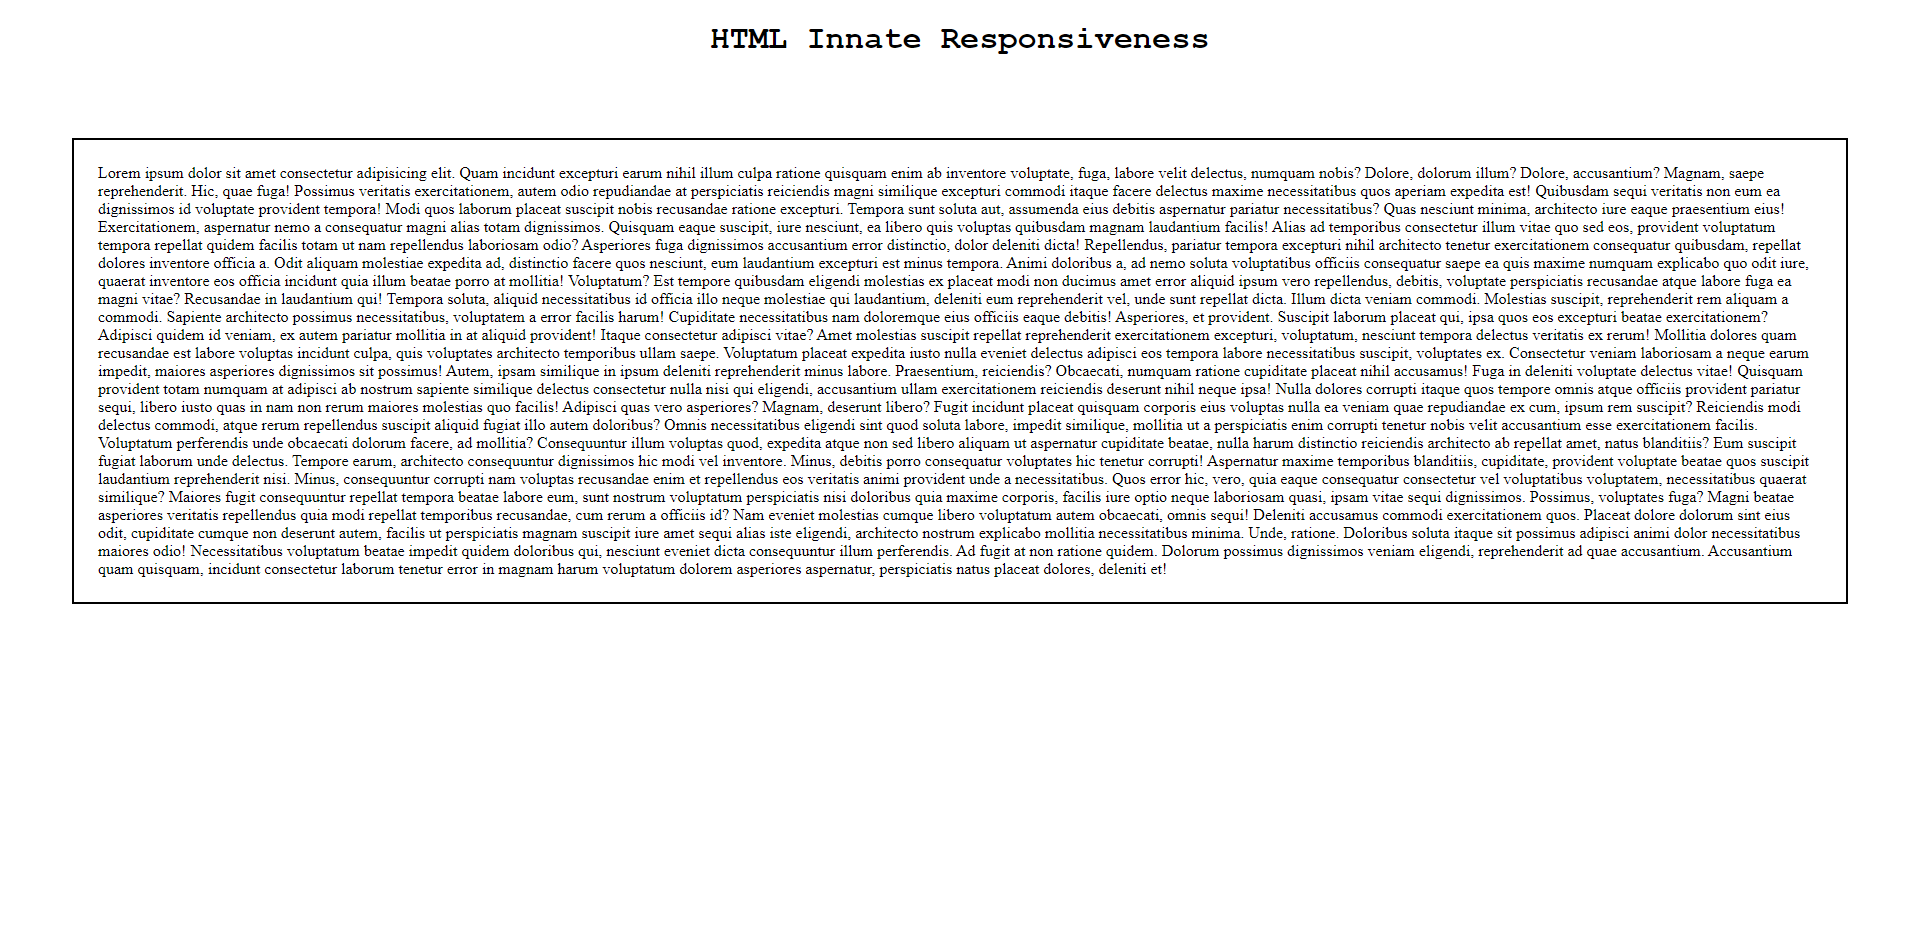 HTML Innate Responsiveness
Lorem ipsum dolor sit amet consectetur adipisicing elit. Quam incidunt excepturi earum nihil illum culpa ratione quisquam enim ab inventore voluptate, fuga, labore velit delectus, numquam nobis? Dolore, dolorum illum? Dolore, accusantium? Magnam, saepe
reprehenderit. Hic, quae fuga! Possimus veritatis exercitationem, autem odio repudiandae at perspiciatis reiciendis magni similique excepturi commodi itaque facere delectus maxime necessitatibus quos aperiam expedita est! Quibusdam sequi veritatis non eum ea
dignissimos id voluptate provident tempora! Modi quos laborum placeat suscipit nobis recusandae ratione excepturi. Tempora sunt soluta aut, assumenda eius debitis aspernatur pariatur necessitatibus? Quas nesciunt minima, architecto iure eaque praesentium eius!
Exercitationem, aspernatur nemo a consequatur magni alias totam dignissimos. Quisquam eaque suscipit, iure nesciunt, ea libero quis voluptas quibusdam magnam laudantium facilis! Alias ad temporibus consectetur illum vitae quo sed eos, provident voluptatum
tempora repellat quidem facilis totam ut nam repellendus laboriosam odio? Asperiores fuga dignissimos accusantium error distinctio, dolor deleniti dicta! Repellendus, pariatur tempora excepturi nihil architecto tenetur exercitationem consequatur quibusdam, repellat
dolores inventore officia a. Odit aliquam molestiae expedita ad, distinctio facere quos nesciunt, eum laudantium excepturi est minus tempora. Animi doloribus a, ad nemo soluta voluptatibus officiis consequatur saepe ea quis maxime numquam explicabo quo odit iure,
quaerat inventore eos officia incidunt quia illum beatae porro at mollitia! Voluptatum? Est tempore quibusdam eligendi molestias ex placeat modi non ducimus amet error aliquid ipsum vero repellendus, debitis, voluptate perspiciatis recusandae atque labore fuga ea
magni vitae? Recusandae in laudantium qui! Tempora soluta, aliquid necessitatibus id officia illo neque molestiae qui laudantium, deleniti eum reprehenderit vel, unde sunt repellat dicta. Illum dicta veniam commodi. Molestias suscipit, reprehenderit rem aliquam a
commodi. Sapiente architecto possimus necessitatibus, voluptatem a error facilis harum! Cupiditate necessitatibus nam doloremque eius officiis eaque debitis! Asperiores, et provident. Suscipit laborum placeat qui, ipsa quos eos excepturi beatae exercitationem?
Adipisci quidem id veniam, ex autem pariatur mollitia in at aliquid provident! Itaque consectetur adipisci vitae? Amet molestias suscipit repellat reprehenderit exercitationem excepturi, voluptatum, nesciunt tempora delectus veritatis ex rerum! Mollitia dolores quam
recusandae est labore voluptas incidunt culpa, quis voluptates architecto temporibus ullam saepe. Voluptatum placeat expedita iusto nulla eveniet delectus adipisci eos tempora labore necessitatibus suscipit, voluptates ex. Consectetur veniam laboriosam a neque earum
impedit, maiores asperiores dignissimos sit possimus! Autem, ipsam similique in ipsum deleniti reprehenderit minus labore. Praesentium, reiciendis? Obcaecati, numquam ratione cupiditate placeat nihil accusamus! Fuga in deleniti voluptate delectus vitae! Quisquam
provident totam numquam at adipisci ab nostrum sapiente similique delectus consectetur nulla nisi qui eligendi, accusantium ullam exercitationem reiciendis deserunt nihil neque ipsa! Nulla dolores corrupti itaque quos tempore omnis atque officiis provident pariatur
sequi, libero iusto quas in nam non rerum maiores molestias quo facilis! Adipisci quas vero asperiores? Magnam, deserunt libero? Fugit incidunt placeat quisquam corporis eius voluptas nulla ea veniam quae repudiandae ex cum, ipsum rem suscipit? Reiciendis modi
delectus commodi, atque rerum repellendus suscipit aliquid fugiat illo autem doloribus? Omnis necessitatibus eligendi sint quod soluta labore, impedit similique, mollitia ut a perspiciatis enim corrupti tenetur nobis velit accusantium esse exercitationem facilis.
Voluptatum perferendis unde obcaecati dolorum facere, ad mollitia? Consequuntur illum voluptas quod, expedita atque non sed libero aliquam ut aspernatur cupiditate beatae, nulla harum distinctio reiciendis architecto ab repellat amet, natus blanditiis? Eum suscipit
fugiat laborum unde delectus. Tempore earum, architecto consequuntur dignissimos hic modi vel inventore. Minus, debitis porro consequatur voluptates hic tenetur corrupti! Aspernatur maxime temporibus blanditiis, cupiditate, provident voluptate beatae quos suscipit
laudantium reprehenderit nisi. Minus, consequuntur corrupti nam voluptas recusandae enim et repellendus eos veritatis animi provident unde a necessitatibus. Quos error hic, vero, quia eaque consequatur consectetur vel voluptatibus voluptatem, necessitatibus quaerat
similique? Maiores fugit consequuntur repellat tempora beatae labore eum, sunt nostrum voluptatum perspiciatis nisi doloribus quia maxime corporis, facilis iure optio neque laboriosam quasi, ipsam vitae sequi dignissimos. Possimus, voluptates fuga? Magni beatae
asperiores veritatis repellendus quia modi repellat temporibus recusandae, cum rerum a officiis id? Nam eveniet molestias cumque libero voluptatum autem obcaecati, omnis sequi! Deleniti accusamus commodi exercitationem quos. Placeat dolore dolorum sint eius
odit, cupiditate cumque non deserunt autem, facilis ut perspiciatis magnam suscipit iure amet sequi alias iste eligendi, architecto nostrum explicabo mollitia necessitatibus minima. Unde, ratione. Doloribus soluta itaque sit possimus adipisci animi dolor necessitatibus
maiores odio! Necessitatibus voluptatum beatae impedit quidem doloribus qui, nesciunt eveniet dicta consequuntur illum perferendis. Ad fugit at non ratione quidem. Dolorum possimus dignissimos veniam eligendi, reprehenderit ad quae accusantium. Accusantium
quam quisquam, incidunt consectetur laborum tenetur error in magnam harum voluptatum dolorem asperiores aspernatur, perspiciatis natus placeat dolores, deleniti et!